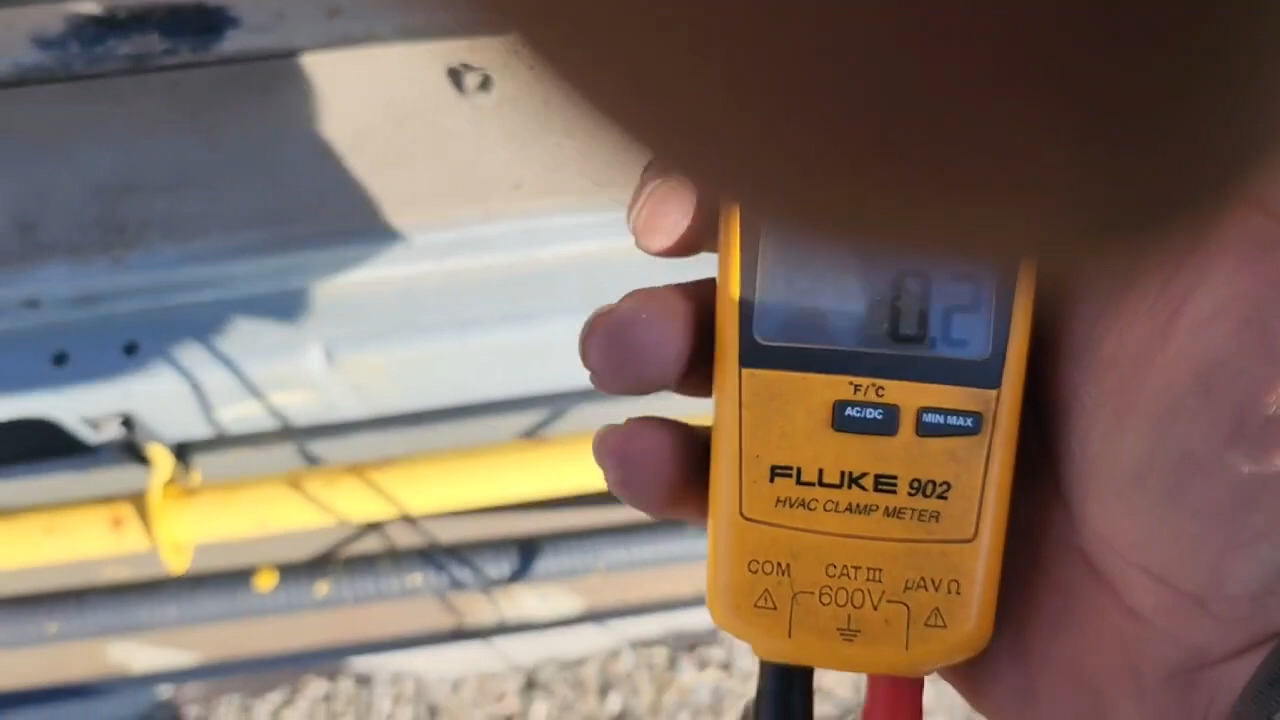 0.2
°F/°C
AC/DC
MIN MAX
FLUKE 902
HVAC CLAMP METER
COM
CAT III
600V
µAVΩ